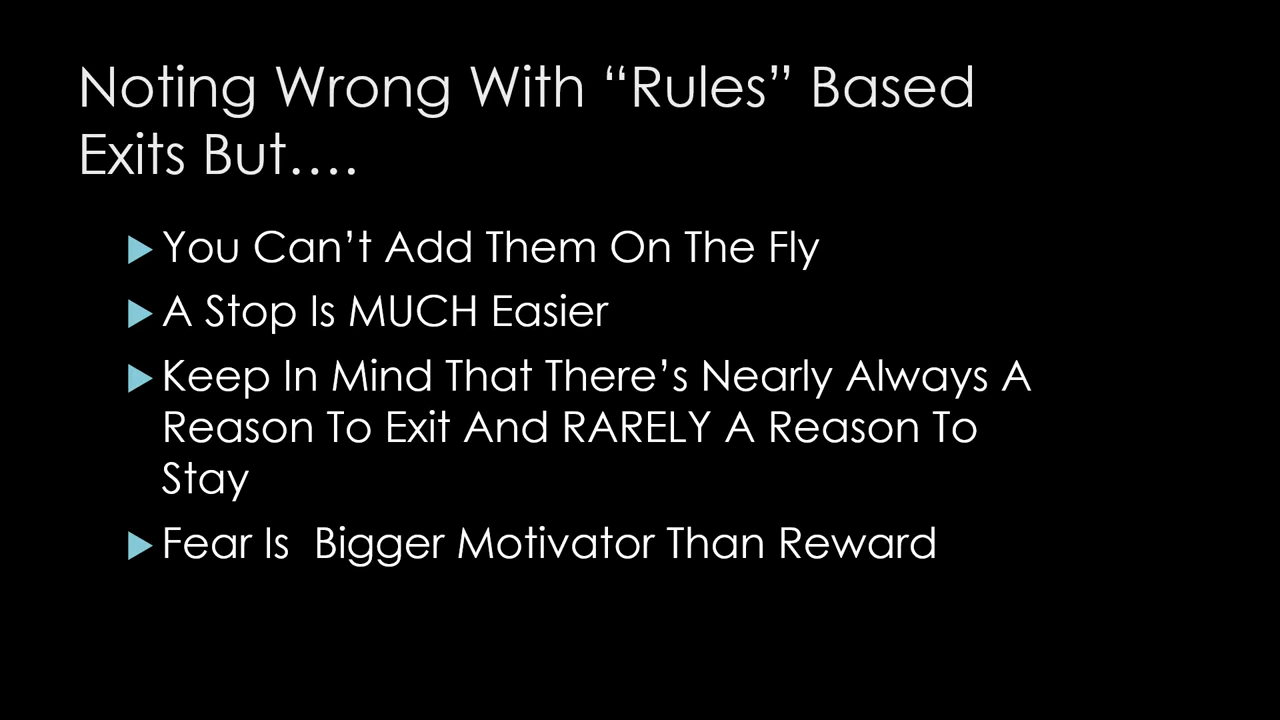 Noting Wrong With “Rules” Based
Exits But….
You Can’t Add Them On The Fly
A Stop Is MUCH Easier
Keep In Mind That There’s Nearly Always A
Reason To Exit And RARELY A Reason To
Stay
Fear Is  Bigger Motivator Than Reward